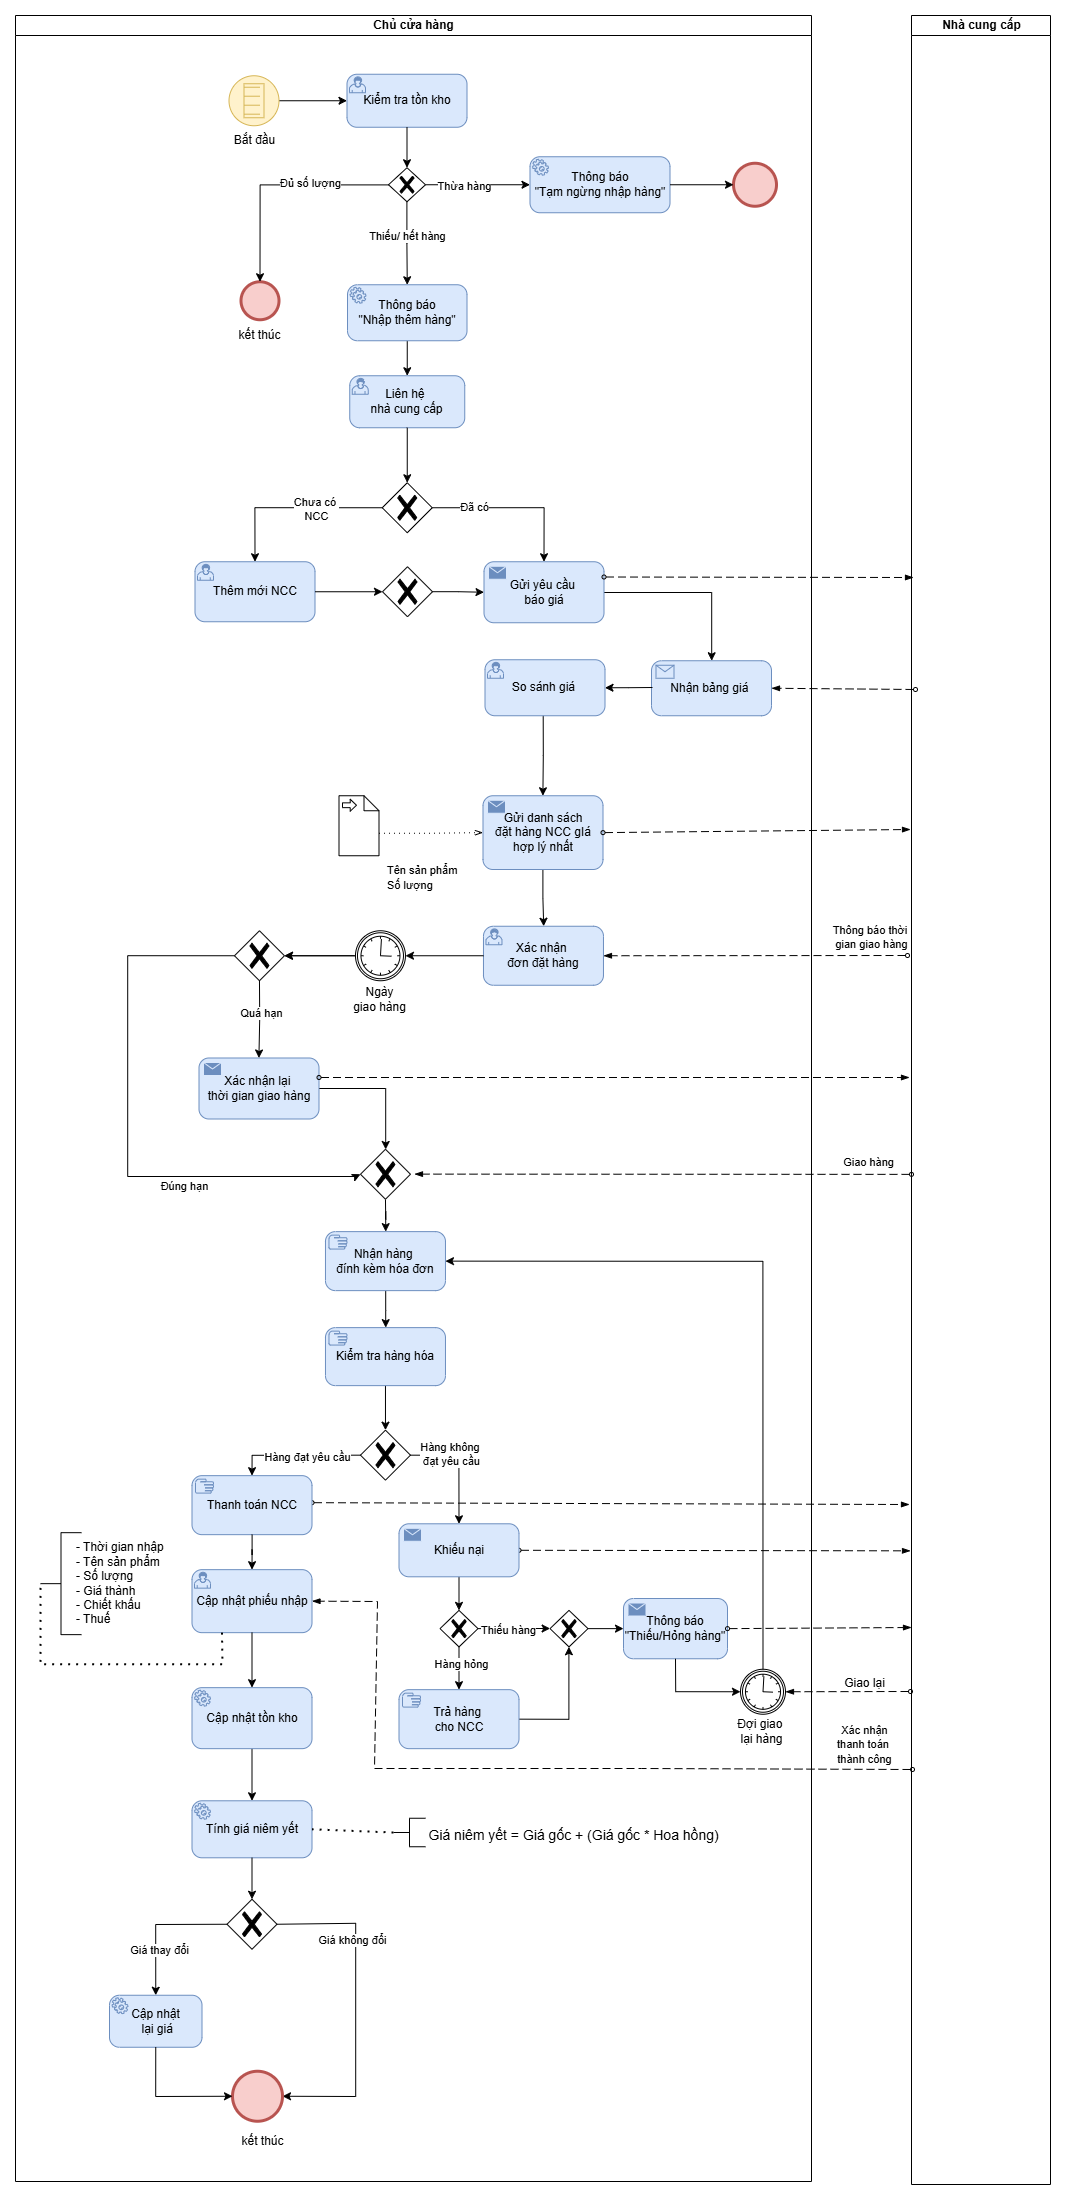 Chủ cửa hàng
Nhà cung cấp
Kiểm tra tồn kho
Bắt đầu
Đủ số lượng
Thừa hàng
Thông báo
"Tạm ngừng nhập hàng"
Thiếu/ hết hàng
kết thúc
Thông báo
"Nhập thêm hàng"
Liên hệ
nhà cung cấp
Chưa có
NCC
Đã có
Thêm mới NCC
Gửi yêu cầu
báo giá
So sánh giá
Nhận bảng giá
Gửi danh sách
đặt hàng NCC giá
hợp lý nhất
Tên sản phẩm
Số lượng
Thông báo thời
gian giao hàng
Xác nhận
đơn đặt hàng
Ngày
giao hàng
Quá hạn
Xác nhận lại
thời gian giao hàng
Giao hàng
Đúng hạn
Nhận hàng
đính kèm hóa đơn
Kiểm tra hàng hóa
Hàng đạt yêu cầu
Hàng không
đạt yêu cầu
Thanh toán NCC
Khiếu nại
- Thời gian nhập
- Tên sản phẩm
- Số lượng
- Giá thành
- Chiết khấu
- Thuế
Cập nhật phiếu nhập
Thiếu hàng
Thông báo
"Thiếu/Hỏng hàng"
Hàng hỏng
Giao lại
Trả hàng
cho NCC
Đợi giao
lại hàng
Cập nhật tồn kho
Xác nhận
thanh toán
thành công
Tính giá niêm yết
Giá niêm yết = Giá gốc + (Giá gốc * Hoa hồng)
Giá thay đổi
Giá không đổi
Cập nhật
lại giá
kết thúc